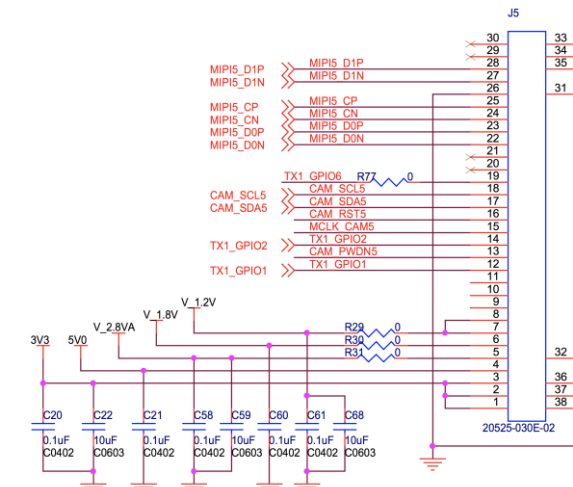 J5
30 33
29 34
MIPI5_D1P MIPI5_D1P 28 35
MIPI5_D1N MIPI5_D1N 27
26 31
MIPI5_CP MIPI5_CP 25
MIPI5_CN MIPI5_CN 24
MIPI5_D0P MIPI5_D0P 23
MIPI5_D0N MIPI5_D0N 22
21
20
TX1_GPIO6 R77 0 19
CAM_SCL5 CAM_SCL5 18
CAM_SDA5 CAM_SDA5 17
CAM_RST5 16
MCLK_CAM5 15
TX1_GPIO2 TX1_GPIO2 14
CAM_PWDN5 13
TX1_GPIO1 TX1_GPIO1 12
11
10
9
V_1.2V 8
V_1.8V R29 0 7
V_2.8VA R30 0 6
3V3 5V0 R31 0 5 32
4
3 36
2 37
1 38
C20 C22 C21 C58 C59 C60 C61 C68 20525-030E-02
0.1uF 10uF 0.1uF 0.1uF 10uF 0.1uF 0.1uF 10uF
C0402 C0603 C0402 C0402 C0603 C0402 C0402 C0603